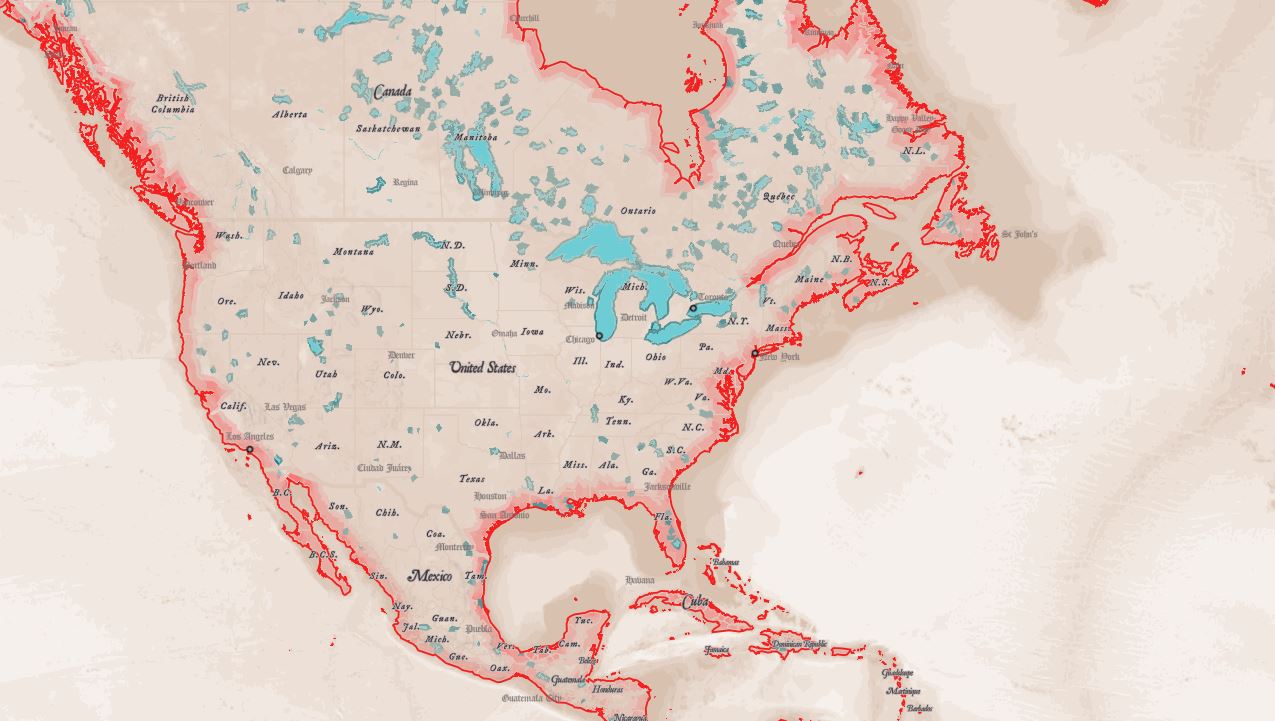 Churchill
Juneau
Canada
British
Columbia
Alberta
Saskatchewan
Manitoba
Happy Valley-
Goose Bay
N.L.
Calgary
Regina
Winnipeg
Vancouver
Ontario
Québec
Wash.
Montana
N.D.
Minn.
Quebec
St John's
N.B.
Portland
Maine
N.S.
Ore.
Idaho
Jackson
Wyo.
S.D.
Wis.
Mich.
Madison
Toronto
Vt.
Detroit
N.Y.
Mass.
Nebr.
Omaha
Iowa
Chicago
Pa.
New York
Nev.
Denver
United States
Ill.
Ind.
Ohio
Utah
Colo.
Md.
W.Va.
Mo.
Ky.
Va.
Calif.
Las Vegas
Okla.
Tenn.
N.C.
Los Angeles
Ariz.
N.M.
Ark.
S.C.
Dallas
Ciudad Juárez
Miss.
Ala.
Ga.
Texas
Jacksonville
B.C.
Houston
La.
Son.
Chih.
San Antonio
Fla.
Coa.
Monterrey
B.C.S.
Bahamas
Sin.
Mexico
Tam.
Havana
Cuba
Nay.
Guan.
Jal.
Puebla
Yuc.
Mich.
Ver.
Tab.
Cam.
Gue.
Oax.
Belize
Jamaica
Dominican Republic
Guatemala
Honduras
Guadalupe
Guatemala City
Martinique
Barbados
Nicaragua